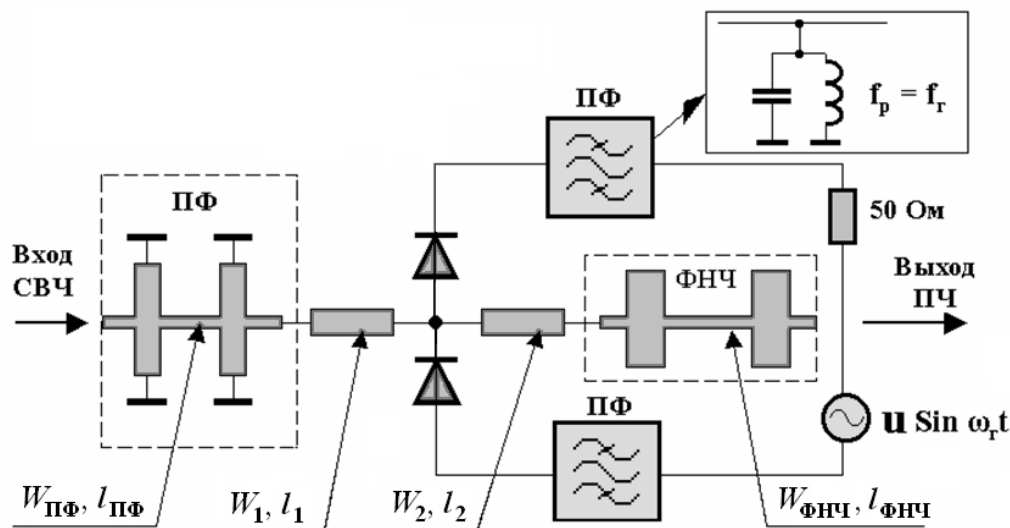 ПФ
f_р = f_г
ПФ
50 Ом
Вход
СВЧ
ФНЧ
Выход
ПЧ
ПФ
u Sin ω_г t
W_ПФ, l_ПФ
W_1, l_1
W_2, l_2
W_ФНЧ, l_ФНЧ